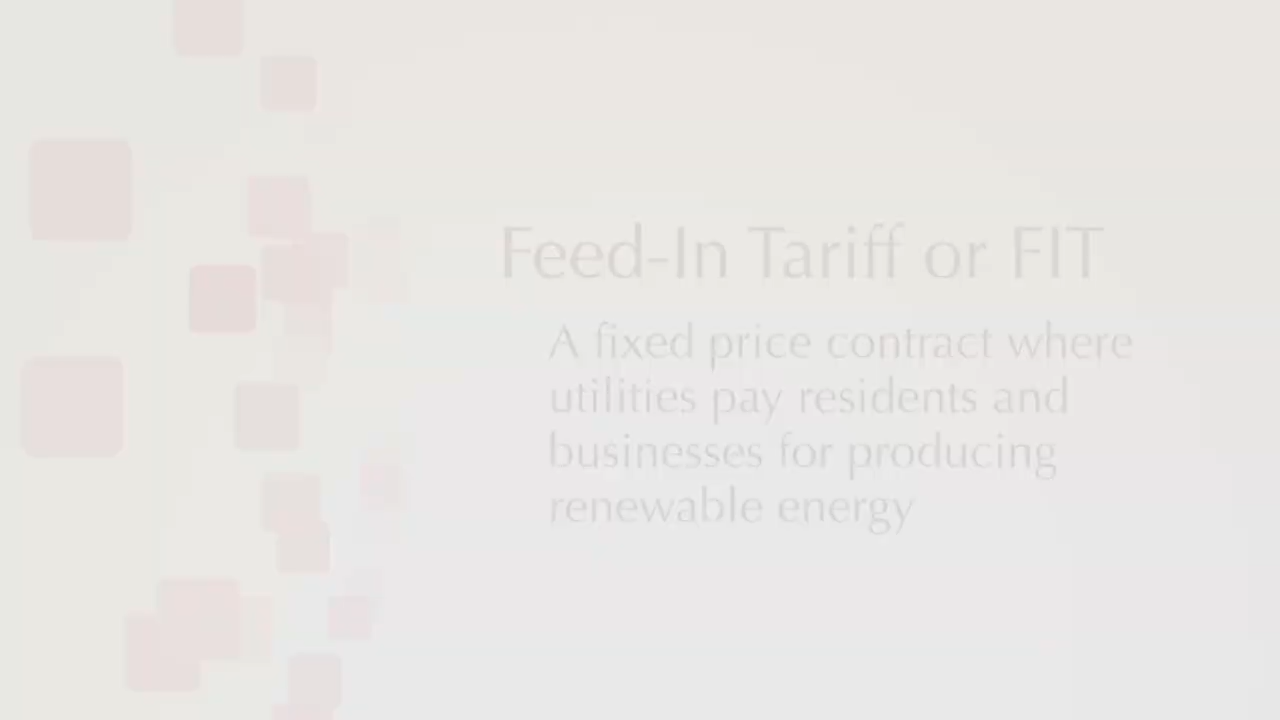 Feed-In Tariff or FIT
A fixed price contract where
utilities pay residents and
businesses for producing
renewable energy